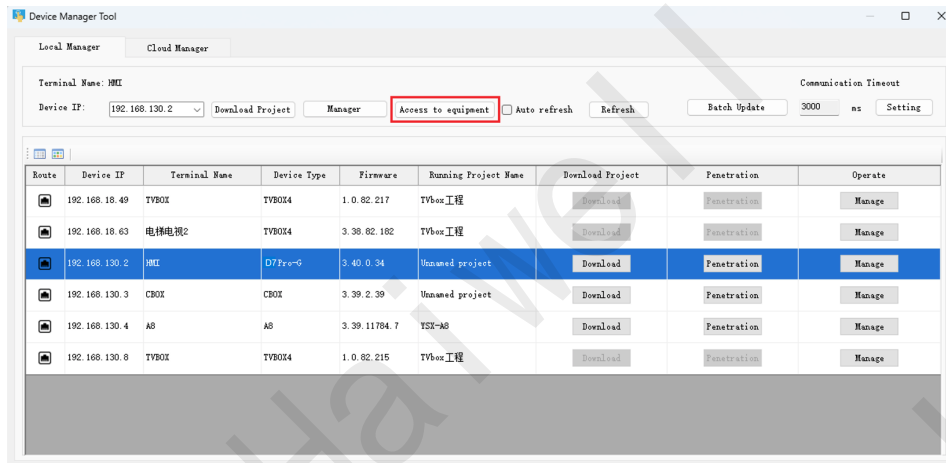 Device Manager Tool
Local Manager Cloud Manager
Terminal Name: HMI Communication Timeout
Device IP: 192.168.130.2 Download Project Manager Access to equipment Auto refresh Refresh Batch Update 3000 ms Setting
Route Device IP Terminal Name Device Type Firmware Running Project Name Download Project Penetration Operate
192.168.18.49 TVBOX TVBOX4 1.0.82.217 TVbox工程 Download Penetration Manage
192.168.18.63 电梯电视2 TVBOX4 3.38.82.182 TVbox工程 Download Penetration Manage
192.168.130.2 HMI D7Pro-G 3.40.0.34 Unnamed project Download Penetration Manage
192.168.130.3 CBOX CBOX 3.39.2.39 Unnamed project Download Penetration Manage
192.168.130.4 A8 A8 3.39.11784.7 YSX-A8 Download Penetration Manage
192.168.130.8 TVBOX TVBOX4 1.0.82.215 TVbox工程 Download Penetration Manage
Haiwell